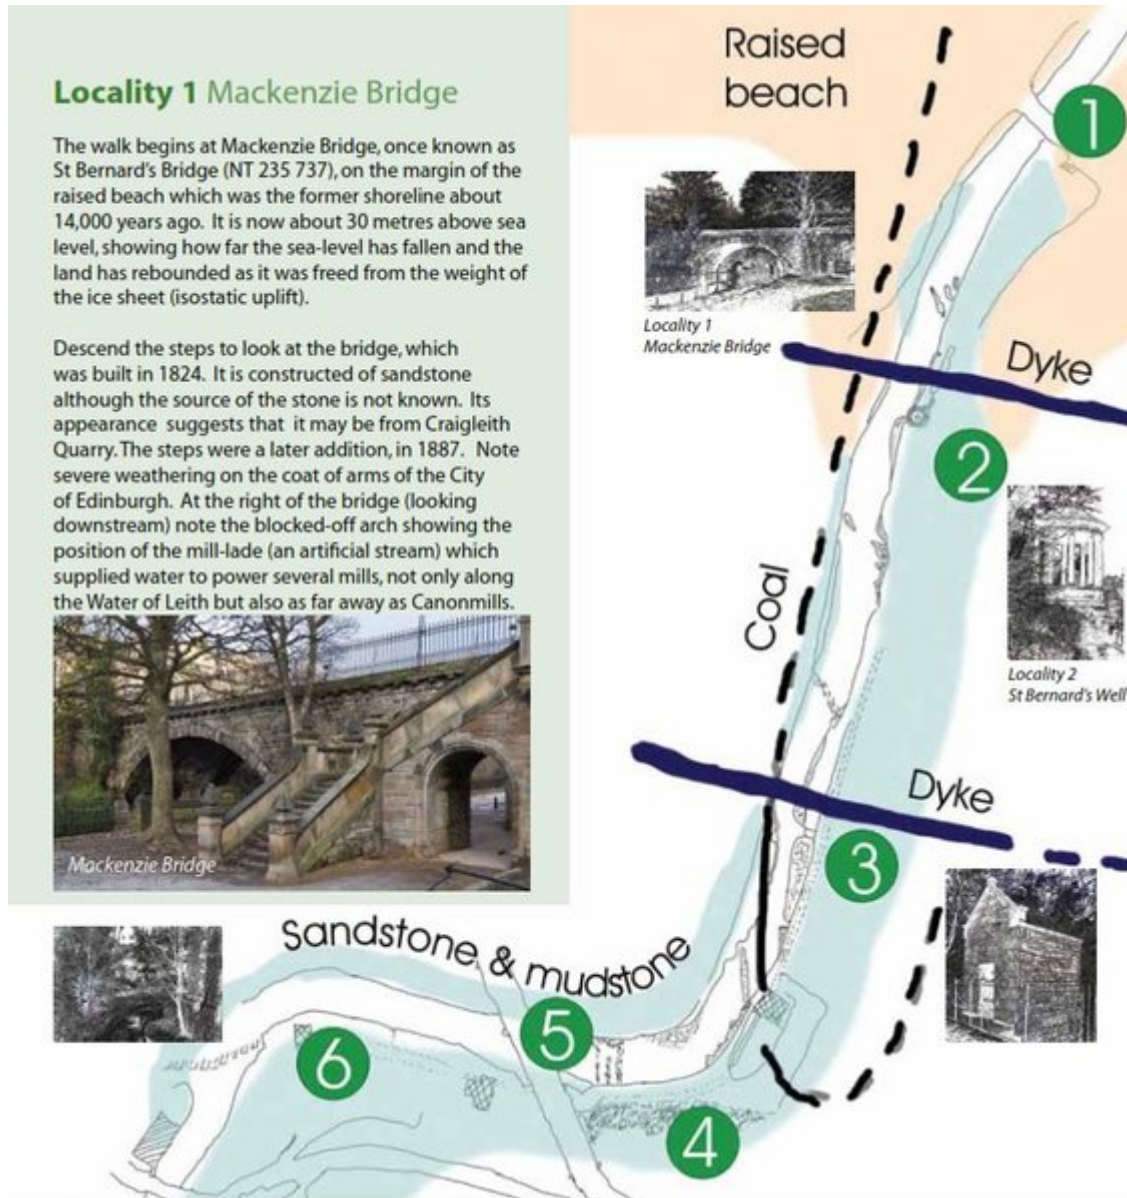 Locality 1 Mackenzie Bridge
The walk begins at Mackenzie Bridge, once known as
St Bernard's Bridge (NT 235 737), on the margin of the
raised beach which was the former shoreline about
14,000 years ago. It is now about 30 metres above sea
level, showing how far the sea-level has fallen and the
land has rebounded as it was freed from the weight of
the ice sheet (isostatic uplift).
Descend the steps to look at the bridge, which
was built in 1824. It is constructed of sandstone
although the source of the stone is not known. Its
appearance suggests that it may be from Craigleith
Quarry. The steps were a later addition, in 1887. Note
severe weathering on the coat of arms of the City
of Edinburgh. At the right of the bridge (looking
downstream) note the blocked-off arch showing the
position of the mill-lade (an artificial stream) which
supplied water to power several mills, not only along
the Water of Leith but also as far away as Canonmills.
Mackenzie Bridge
Raised
beach
1
Locality 1
Mackenzie Bridge
Dyke
2
Coal
Locality 2
St Bernard's Well
Dyke
3
Sandstone & mudstone
5
6
4